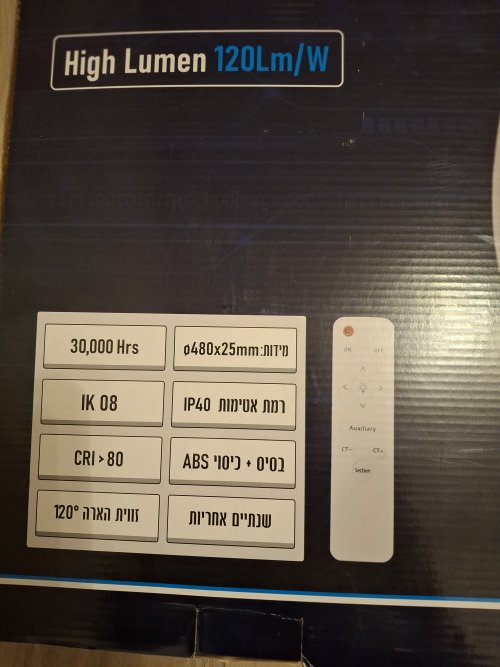 High Lumen 120Lm/W
30,000 Hrs
מידות: ø480x25mm
IK 08
רמת אטימות IP40
CRI > 80
בסיס + כיסוי ABS
זווית הארה 120°
שנתיים אחריות
ON OFF
Auxiliary
CT- CT+
Section